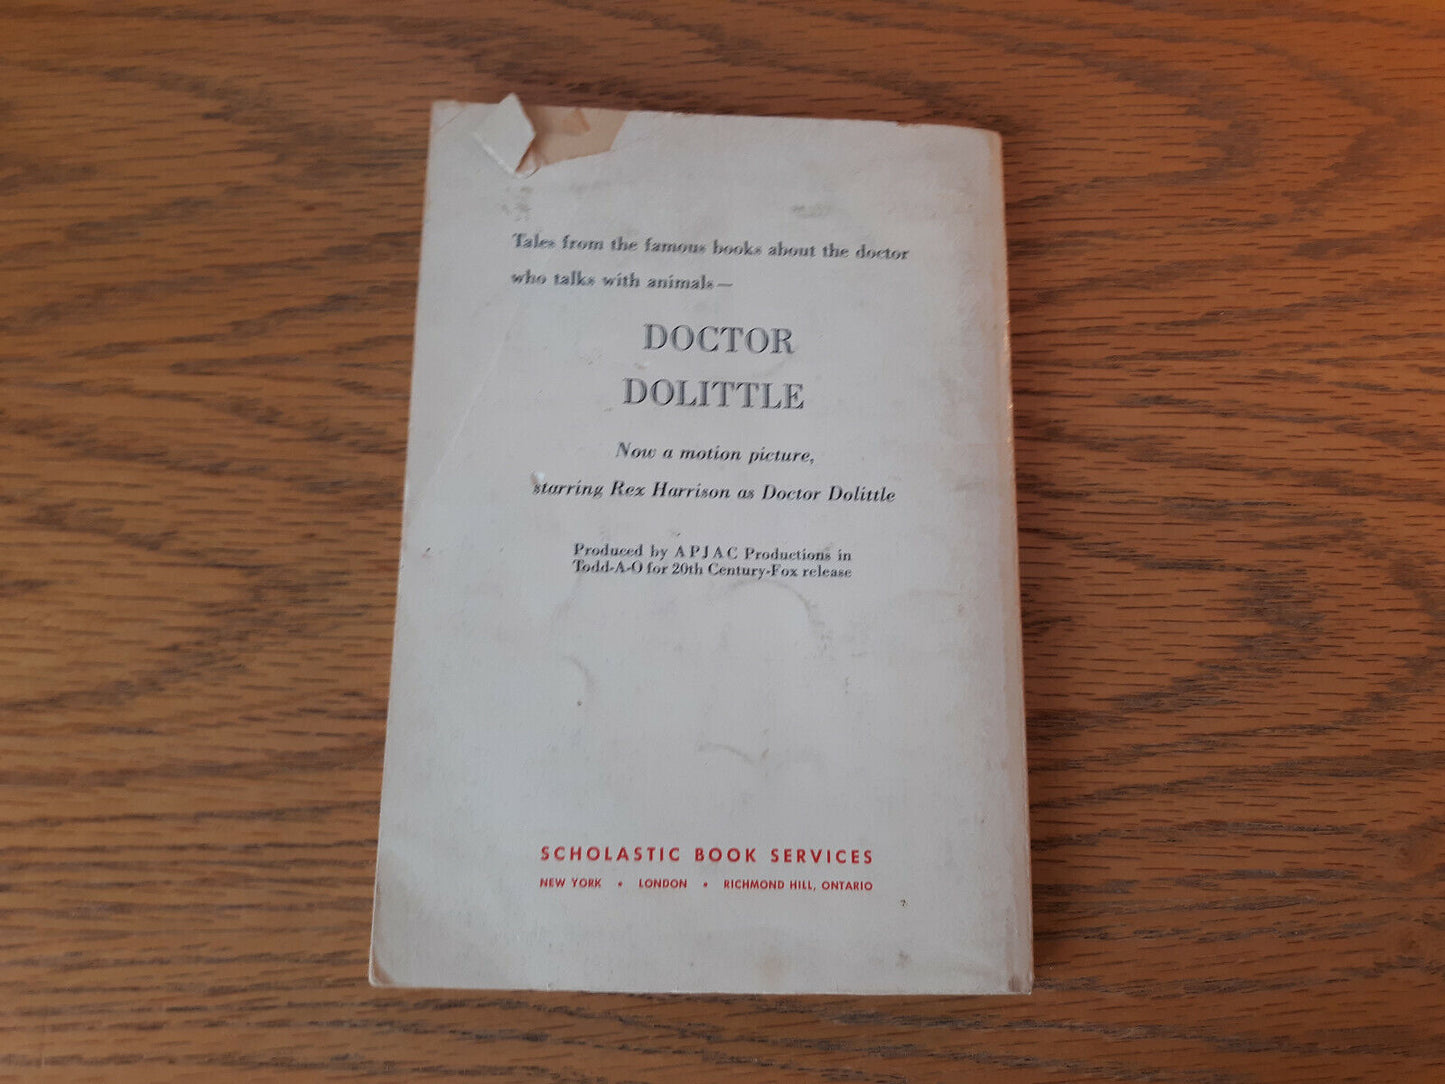 Tales from the famous books about the doctor
who talks with animals—
DOCTOR
DOLITTLE
Now a motion picture,
starring Rex Harrison as Doctor Dolittle
Produced by APJAC Productions in
Todd-A-O for 20th Century-Fox release
SCHOLASTIC BOOK SERVICES
NEW YORK • LONDON • RICHMOND HILL, ONTARIO